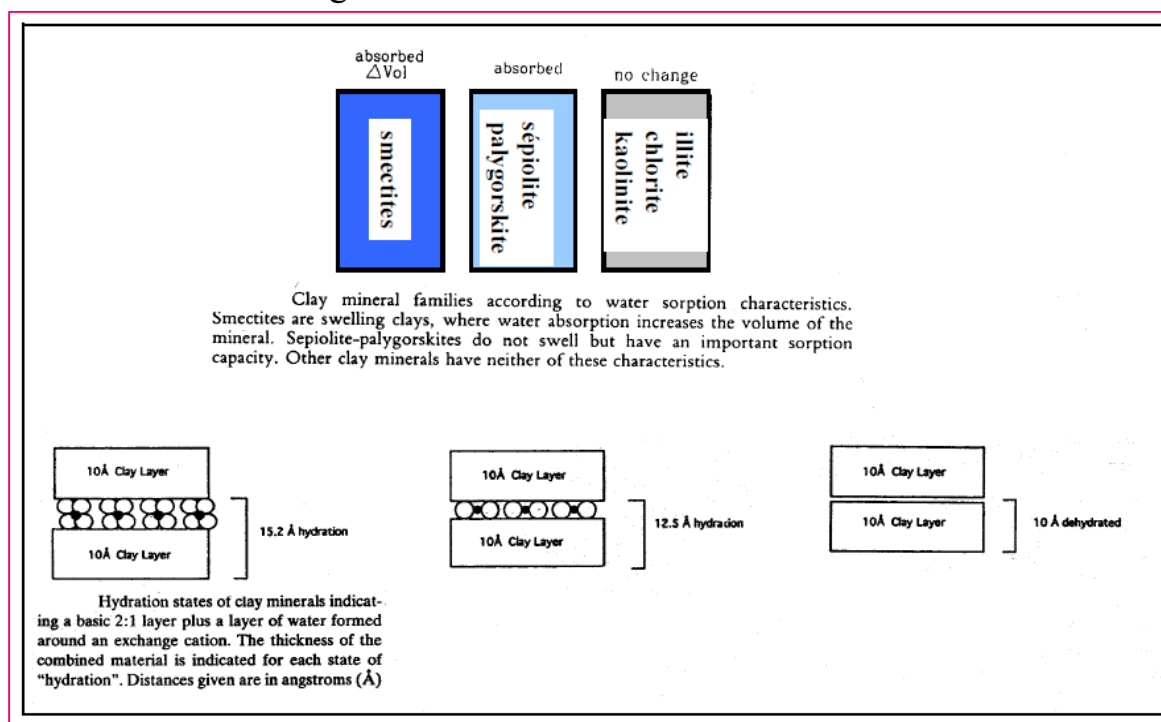 absorbed
△Vol
absorbed
no change
smectites
sépiolite
palygorskite
illite
chlorite
kaolinite
Clay mineral families according to water sorption characteristics.
Smectites are swelling clays, where water absorption increases the volume of the
mineral. Sepiolite-palygorskites do not swell but have an important sorption
capacity. Other clay minerals have neither of these characteristics.
10Å Clay Layer
15.2 Å hydration
10Å Clay Layer
10Å Clay Layer
12.5 Å hydration
10Å Clay Layer
10Å Clay Layer
10Å Clay Layer
10 Å dehydrated
Hydration states of clay minerals indicat-
ing a basic 2:1 layer plus a layer of water formed
around an exchange cation. The thickness of the
combined material is indicated for each state of
“hydration”. Distances given are in angstroms (Å)